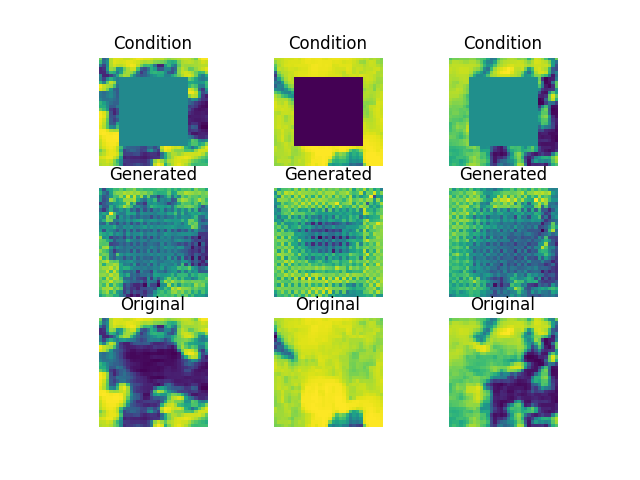 Condition
Condition
Condition
Generated
Generated
Generated
Original
Original
Original